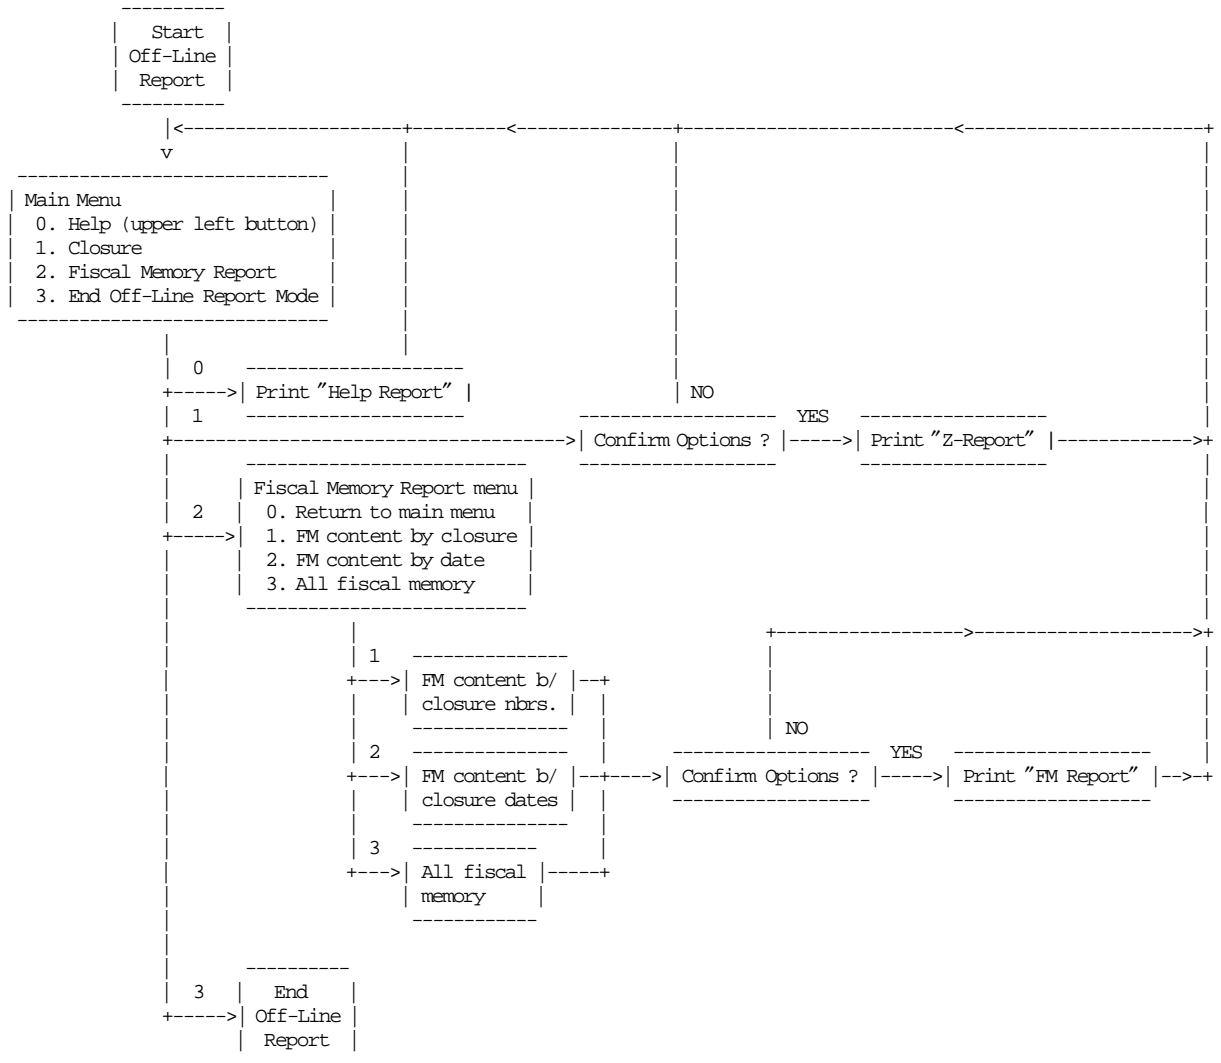 Start
Off-Line
Report
Main Menu
0. Help (upper left button)
1. Closure
2. Fiscal Memory Report
3. End Off-Line Report Mode
0
Print "Help Report"
NO
1
YES
Confirm Options ?
Print "Z-Report"
Fiscal Memory Report menu
2
0. Return to main menu
1. FM content by closure
2. FM content by date
3. All fiscal memory
1
FM content b/
closure nbrs.
NO
2
YES
FM content b/
closure dates
Confirm Options ?
Print "FM Report"
3
All fiscal
memory
3
End
Off-Line
Report